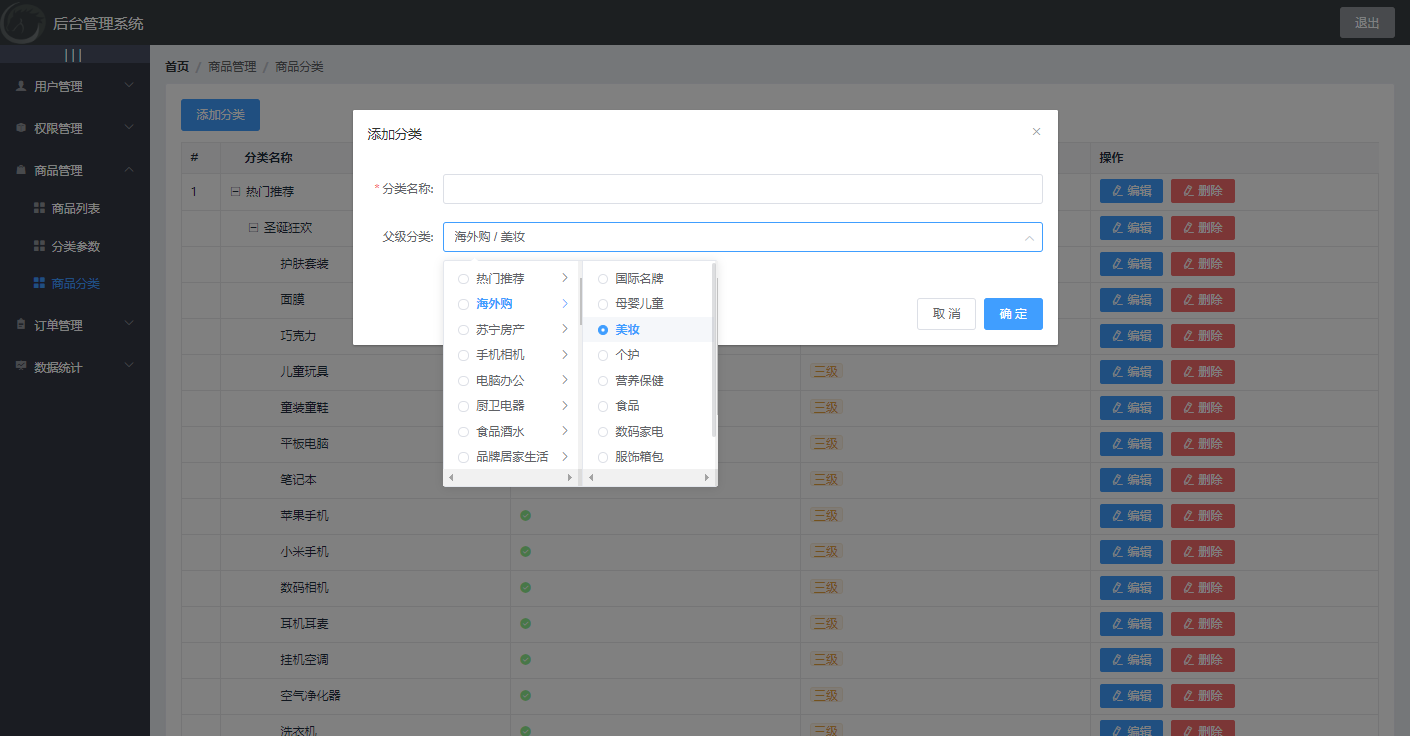 后台管理系统
退出
|||
用户管理
权限管理
商品管理
商品列表
分类参数
商品分类
订单管理
数据统计
首页 / 商品管理 / 商品分类
添加分类
# 分类名称 操作
1 热门推荐 编辑 删除
圣诞狂欢 编辑 删除
护肤套装 编辑 删除
面膜 编辑 删除
巧克力 编辑 删除
儿童玩具 三级 编辑 删除
童装童鞋 三级 编辑 删除
平板电脑 三级 编辑 删除
笔记本 三级 编辑 删除
苹果手机 三级 编辑 删除
小米手机 三级 编辑 删除
数码相机 三级 编辑 删除
耳机耳麦 三级 编辑 删除
挂机空调 三级 编辑 删除
空气净化器 三级 编辑 删除
洗衣机 三级 编辑 删除
添加分类
* 分类名称:
父级分类: 海外购 / 美妆
热门推荐
海外购
苏宁房产
手机相机
电脑办公
厨卫电器
食品酒水
品牌居家生活
国际名牌
母婴儿童
美妆
个护
营养保健
食品
数码家电
服饰箱包
取 消
确 定